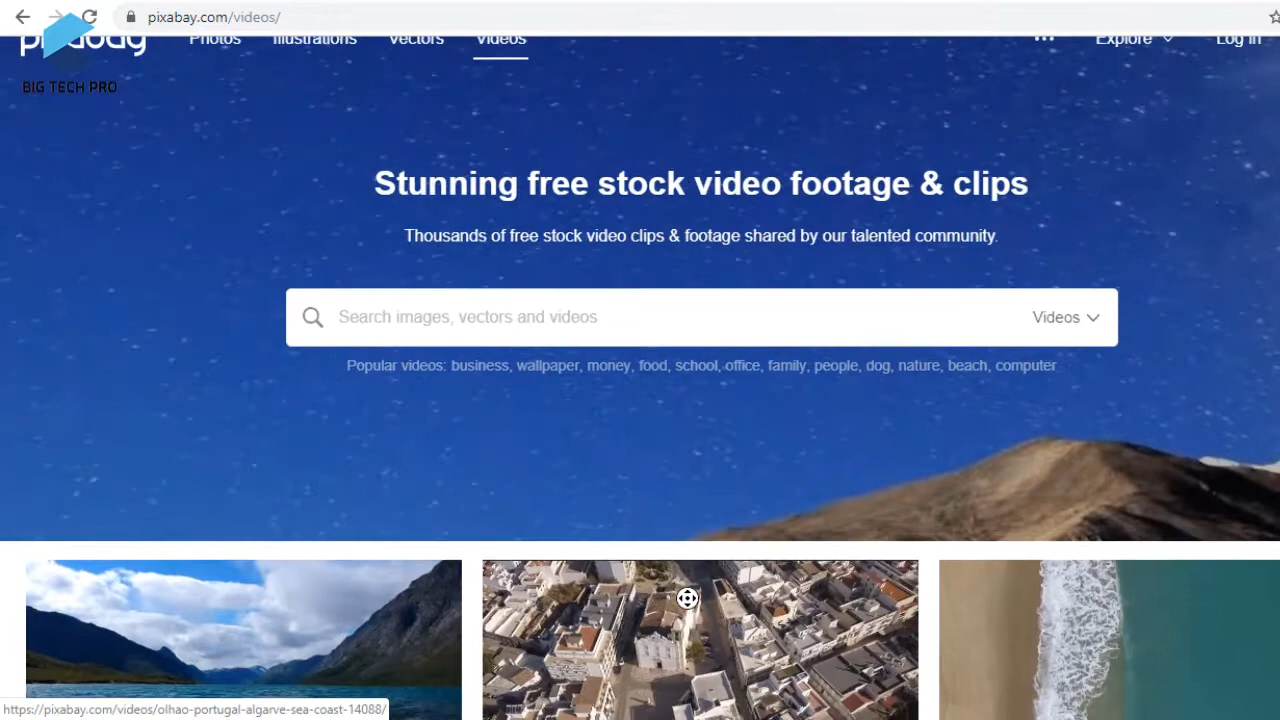 pixabay.com/videos/
pixabay Photos Illustrations Vectors Videos ... Explore Log in
BIG TECH PRO
Stunning free stock video footage & clips
Thousands of free stock video clips & footage shared by our talented community.
Search images, vectors and videos Videos
Popular videos: business, wallpaper, money, food, school, office, family, people, dog, nature, beach, computer
https://pixabay.com/videos/olhao-portugal-algarve-sea-coast-14088/